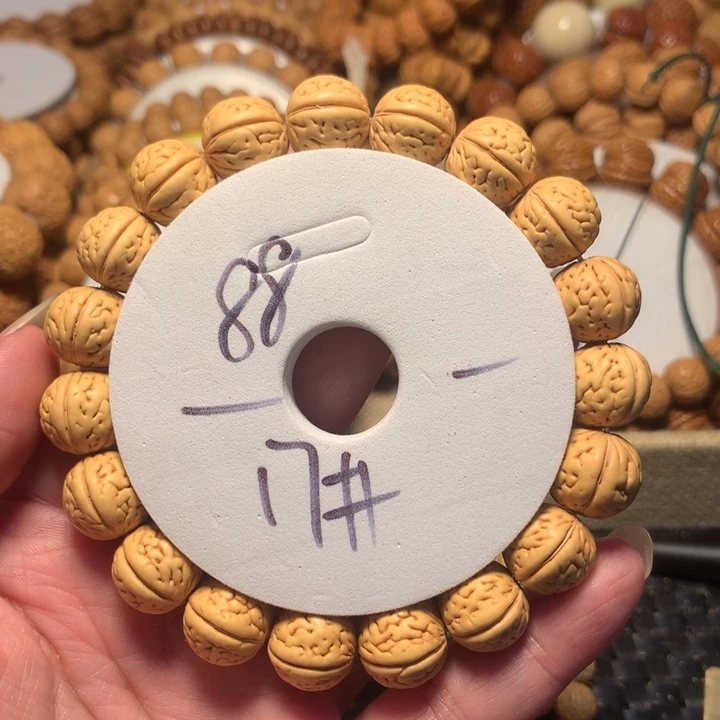 88
— —
17#